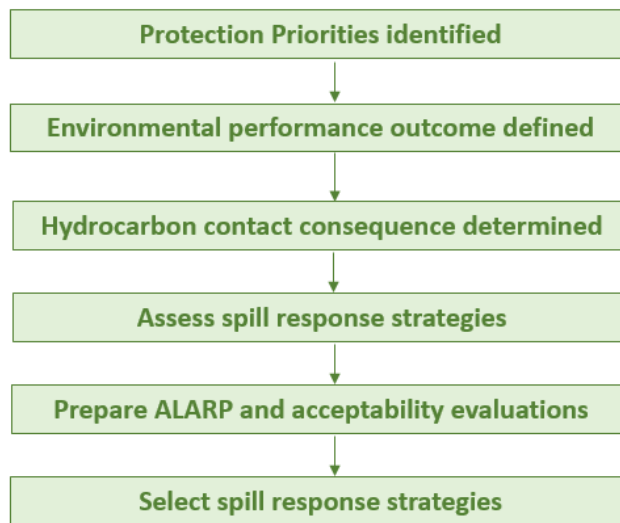 Protection Priorities identified
Environmental performance outcome defined
Hydrocarbon contact consequence determined
Assess spill response strategies
Prepare ALARP and acceptability evaluations
Select spill response strategies